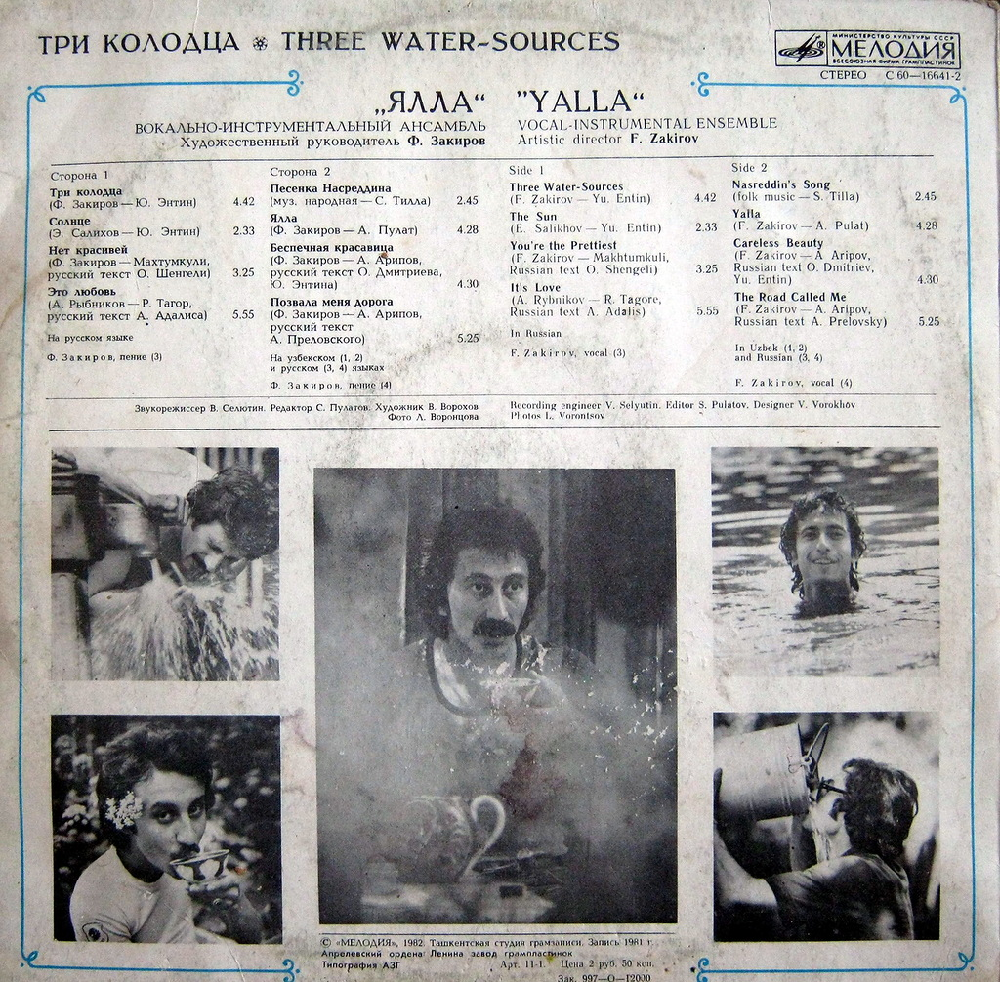 ТРИ КОЛОДЦА ❀ THREE WATER-SOURCES
МИНИСТЕРСТВО КУЛЬТУРЫ СССР
МЕЛОДИЯ
ВСЕСОЮЗНАЯ ФИРМА ГРАМПЛАСТИНОК
СТЕРЕО С 60—16641-2
„ЯЛЛА“
ВОКАЛЬНО-ИНСТРУМЕНТАЛЬНЫЙ АНСАМБЛЬ
Художественный руководитель Ф. Закиров
"YALLA“
VOCAL-INSTRUMENTAL ENSEMBLE
Artistic director F. Zakirov
Сторона 1
Три колодца
(Ф. Закиров — Ю. Энтин) 4.42
Солнце
(Э. Салихов — Ю. Энтин) 2.33
Нет красивей
(Ф. Закиров — Махтумкули,
русский текст О. Шенгели) 3.25
Это любовь
(А. Рыбников — Р. Тагор,
русский текст А. Адалиса) 5.55
На русском языке
Ф. Закиров, пение (3)
Сторона 2
Песенка Насреддина
(муз. народная — С. Тилла) 2.45
Ялла
(Ф. Закиров — А. Пулат) 4.28
Беспечная красавица
(Ф. Закиров — А. Арипов,
русский текст О. Дмитриева,
Ю. Энтина) 4.30
Позвала меня дорога
(Ф. Закиров — А. Арипов,
русский текст
А. Преловского) 5.25
На узбекском (1, 2)
и русском (3, 4) языках
Ф. Закиров, пение (4)
Side 1
Three Water-Sources
(F. Zakirov — Yu. Entin) 4.42
The Sun
(E. Salikhov — Yu. Entin) 2.33
You're the Prettiest
(F. Zakirov — Makhtumkuli,
Russian text O. Shengeli) 3.25
It's Love
(A. Rybnikov — R. Tagore,
Russian text A. Adalis) 5.55
In Russian
F. Zakirov, vocal (3)
Side 2
Nasreddin's Song
(folk music — S. Tilla) 2.45
Yalla
(F. Zakirov — A. Pulat) 4.28
Careless Beauty
(F. Zakirov — A. Aripov,
Russian text O. Dmitriev,
Yu. Entin) 4.30
The Road Called Me
(F. Zakirov — A. Aripov,
Russian text A. Prelovsky) 5.25
In Uzbek (1, 2)
and Russian (3, 4)
F. Zakirov, vocal (4)
Звукорежиссер В. Селютин. Редактор С. Пулатов. Художник В. Ворохов
Фото Л. Воронцова
Recording engineer V. Selyutin. Editor S. Pulatov. Designer V. Vorokhov
Photos L. Vorontsov
© «МЕЛОДИЯ», 1982. Ташкентская студия грамзаписи. Запись 1981 г.
Апрелевский ордена Ленина завод грампластинок
Типография АЗГ Арт. 11-1. Цена 2 руб. 50 коп.
Зак. 997—О—12000